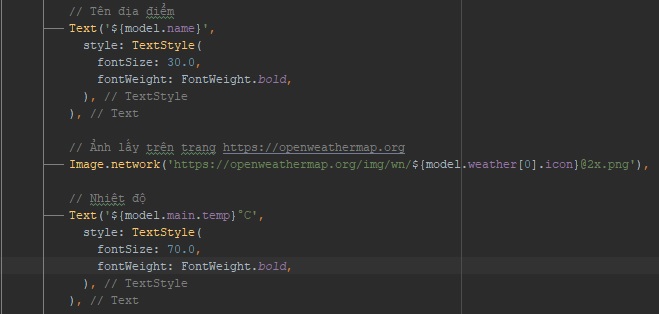 // Tên địa điểm
Text('${model.name}',
style: TextStyle(
fontSize: 30.0,
fontWeight: FontWeight.bold,
), // TextStyle
), // Text
// Ảnh lấy trên trang https://openweathermap.org
Image.network('https://openweathermap.org/img/wn/${model.weather[0].icon}@2x.png'),
// Nhiệt độ
Text('${model.main.temp}°C',
style: TextStyle(
fontSize: 70.0,
fontWeight: FontWeight.bold,
), // TextStyle
), // Text